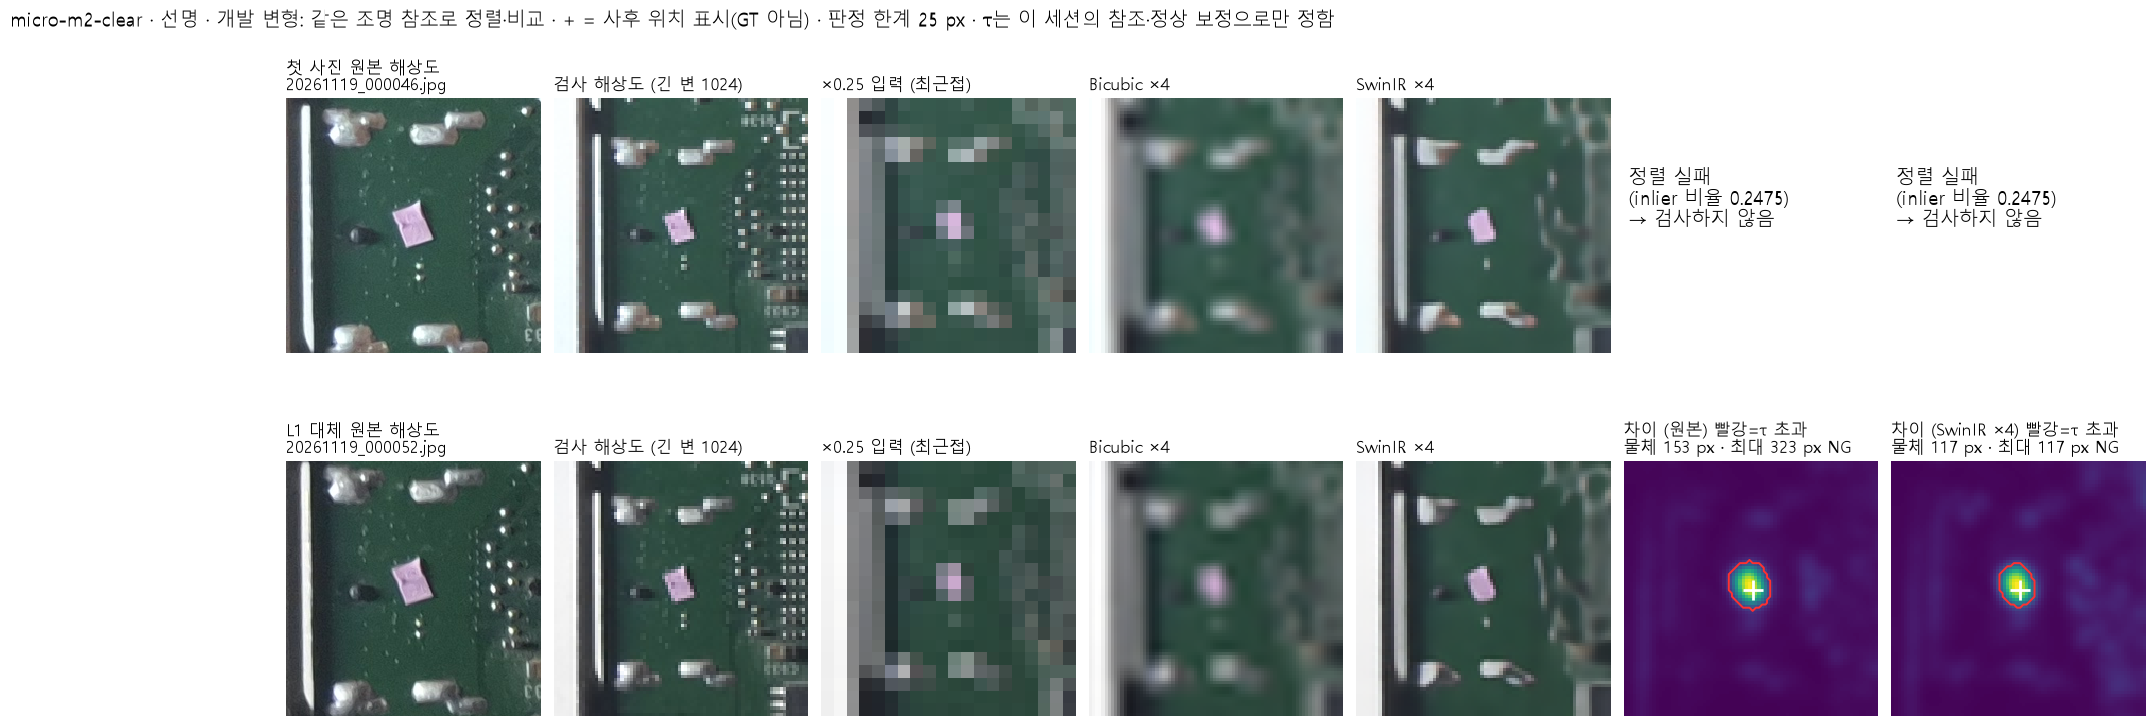 micro-m2-clear · 선명 · 개발 변형: 같은 조명 참조로 정렬·비교 · + = 사후 위치 표시(GT 아님) · 판정 한계 25 px · τ는 이 세션의 참조·정상 보정으로만 정함
첫 사진 원본 해상도
20261119_000046.jpg
검사 해상도 (긴 변 1024)
×0.25 입력 (최근접)
Bicubic ×4
SwinIR ×4
정렬 실패
(inlier 비율 0.2475)
→ 검사하지 않음
정렬 실패
(inlier 비율 0.2475)
→ 검사하지 않음
L1 대체 원본 해상도
20261119_000052.jpg
검사 해상도 (긴 변 1024)
×0.25 입력 (최근접)
Bicubic ×4
SwinIR ×4
차이 (원본) 빨강=τ 초과
물체 153 px · 최대 323 px NG
차이 (SwinIR ×4) 빨강=τ 초과
물체 117 px · 최대 117 px NG